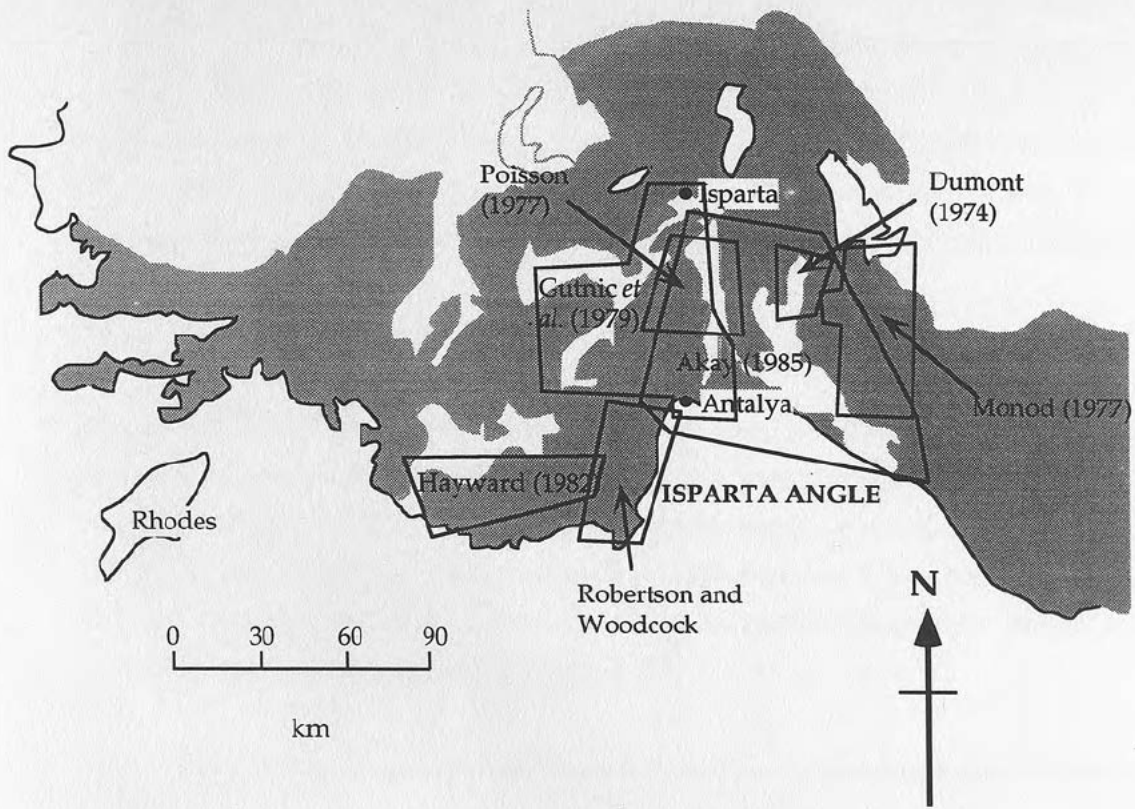 Poisson
(1977)
Isparta
Dumont
(1974)
Gutnic et
al. (1979)
Akay (1985)
Antalya
Monod (1977)
Hayward (1982)
ISPARTA ANGLE
Rhodes
Robertson and
Woodcock
N
0 30 60 90
km